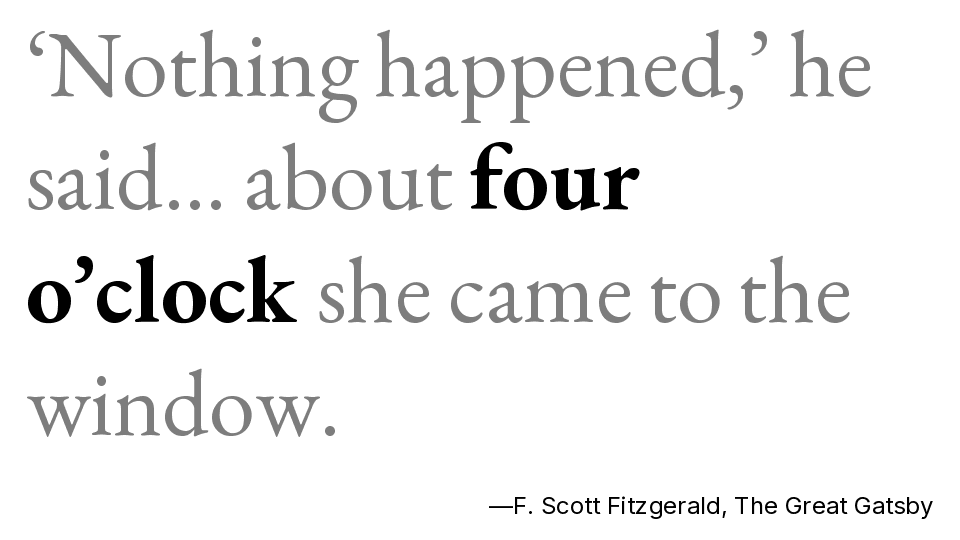 ‘Nothing happened,’ he
said... about four
o’clock she came to the
window.
—F. Scott Fitzgerald, The Great Gatsby